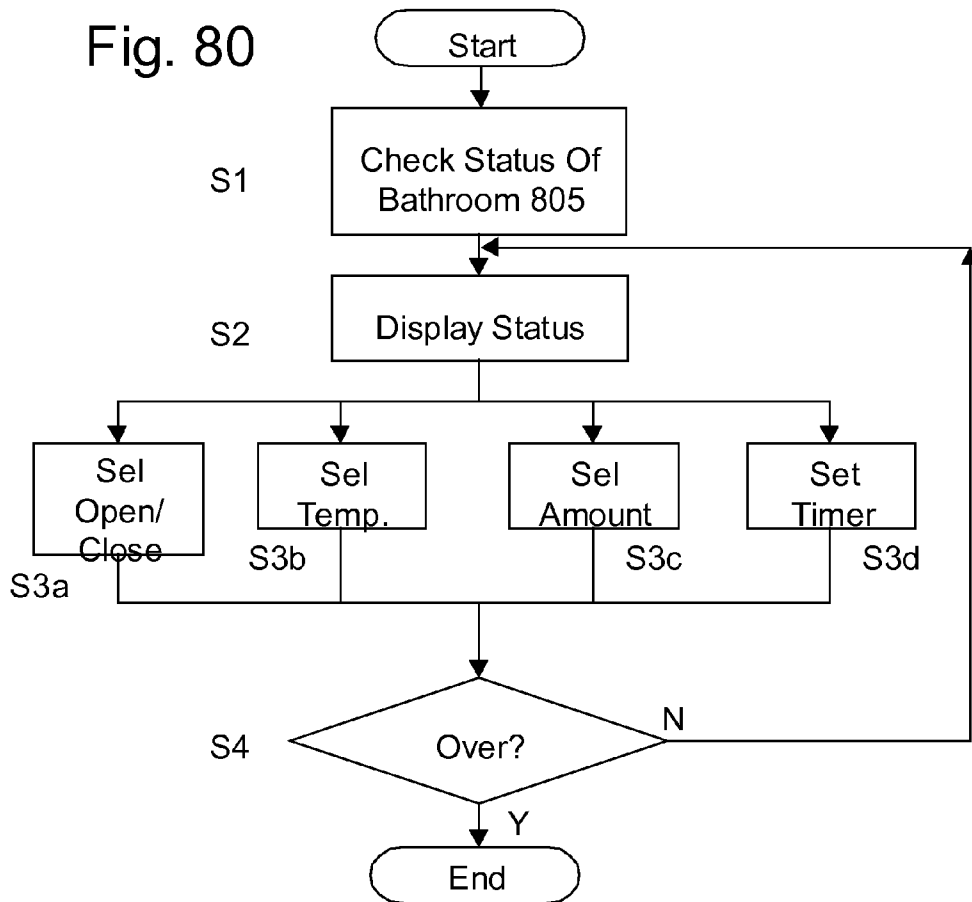 Fig. 80
Start
S1
Check Status Of
Bathroom 805
S2
Display Status
Sel
Open/
Close
S3a
Sel
Temp.
S3b
Sel
Amount
S3c
Set
Timer
S3d
S4
Over?
N
Y
End